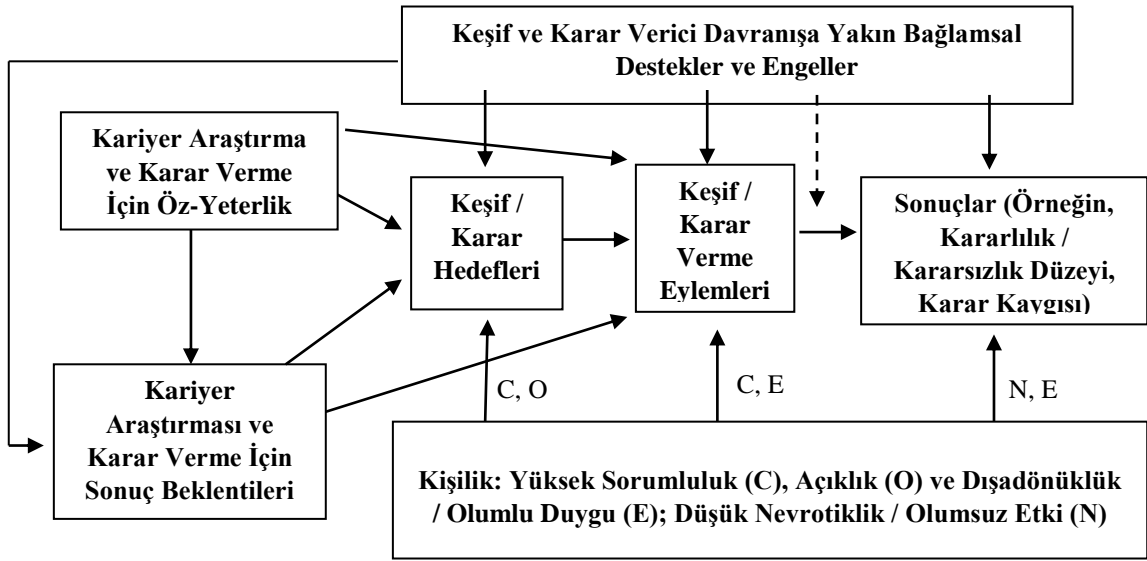 Keşif ve Karar Verici Davranışa Yakın Bağlamsal
Destekler ve Engeller
Kariyer Araştırma
ve Karar Verme
İçin Öz-Yeterlik
Keşif /
Karar
Hedefleri
Keşif /
Karar
Verme
Eylemleri
Sonuçlar (Örneğin,
Kararlılık /
Kararsızlık Düzeyi,
Karar Kaygısı)
Kariyer
Araştırması ve
Karar Verme İçin
Sonuç Beklentileri
C, O
C, E
N, E
Kişilik: Yüksek Sorumluluk (C), Açıklık (O) ve Dışadönüklük
/ Olumlu Duygu (E); Düşük Nevrotiklik / Olumsuz Etki (N)